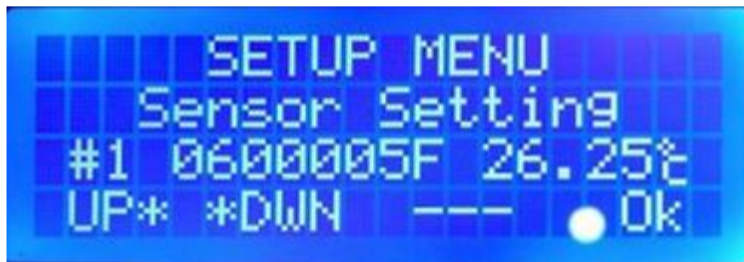 SETUP MENU
Sensor Setting
#1 0600005F 26.25℃
UP* *DWN --- Ok